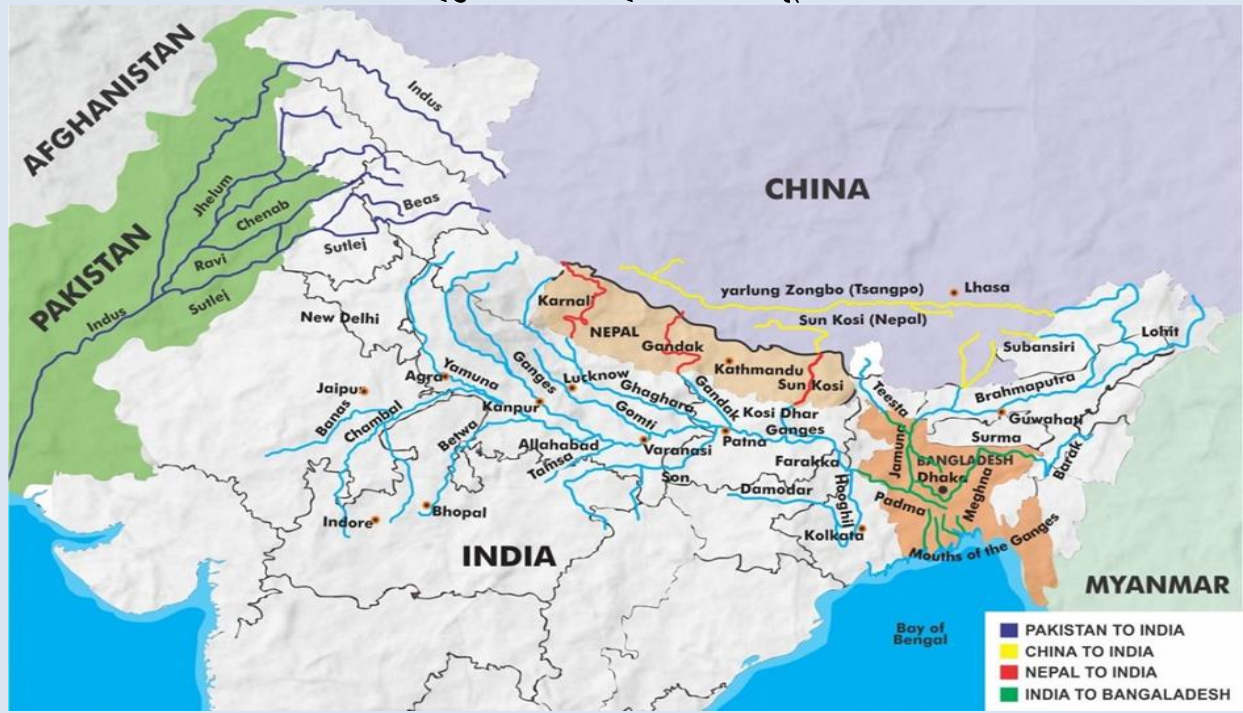 AFGHANISTAN
PAKISTAN
CHINA
INDIA
NEPAL
BANGLADESH
MYANMAR
Indus
Jhelum
Chenab
Beas
Ravi
Sutlej
Sutlej
Indus
New Delhi
Karnali
Gandak
Kathmandu
Sun Kosi
yarlung Zongbo (Tsangpo)
Lhasa
Sun Kosi (Nepal)
Subansiri
Lohit
Brahmaputra
Guwahati
Surma
Barak
Teesta
Jamuna
Dhaka
Padma
Meghna
Mouths of the Ganges
Jaipur
Agra
Yamuna
Ganges
Lucknow
Ghaghara
Gandak
Gomti
Kosi Dhar
Ganges
Kanpur
Banas
Chambal
Betwa
Allahabad
Varanasi
Patna
Tamsa
Son
Farakka
Damodar
Hooghil
Kolkata
Indore
Bhopal
Bay of
Bengal
PAKISTAN TO INDIA
CHINA TO INDIA
NEPAL TO INDIA
INDIA TO BANGALADESH